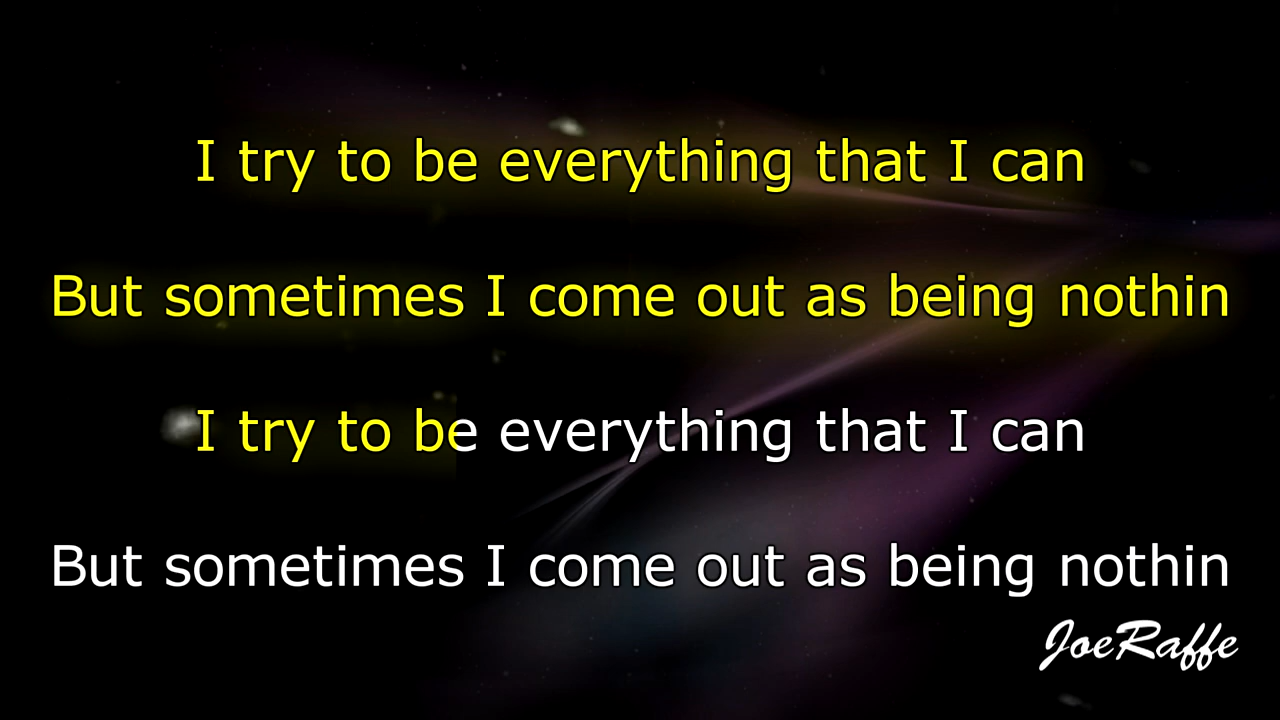 I try to be everything that I can
But sometimes I come out as being nothin
I try to be everything that I can
But sometimes I come out as being nothin
JoeRaffe